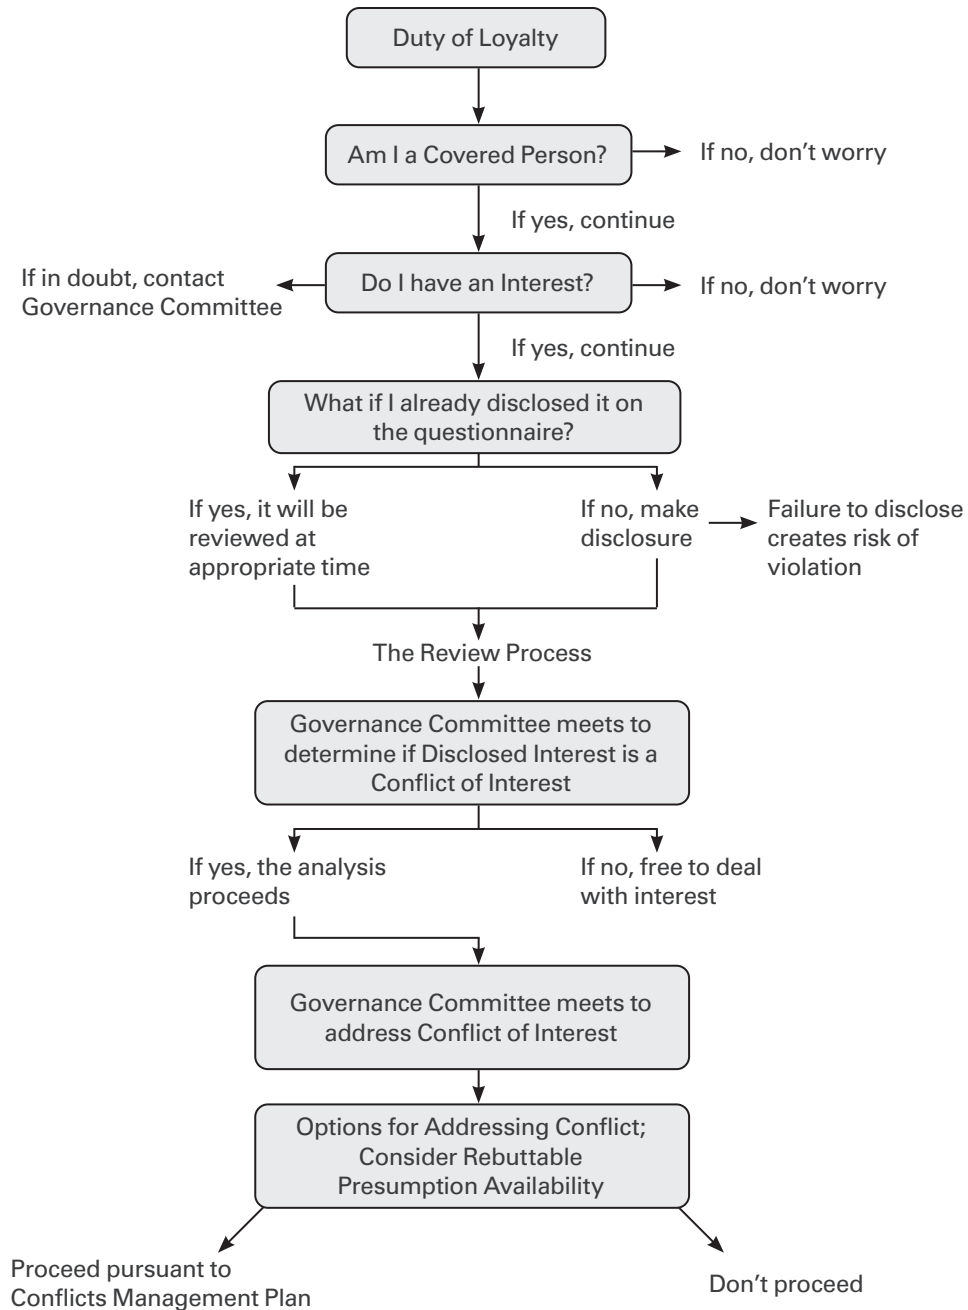 Duty of Loyalty
Am I a Covered Person?
If no, don't worry
If yes, continue
If in doubt, contact
Governance Committee
Do I have an Interest?
If no, don't worry
If yes, continue
What if I already disclosed it on
the questionnaire?
If yes, it will be
reviewed at
appropriate time
If no, make
disclosure
Failure to disclose
creates risk of
violation
The Review Process
Governance Committee meets to
determine if Disclosed Interest is a
Conflict of Interest
If yes, the analysis
proceeds
If no, free to deal
with interest
Governance Committee meets to
address Conflict of Interest
Options for Addressing Conflict;
Consider Rebuttable
Presumption Availability
Proceed pursuant to
Conflicts Management Plan
Don't proceed